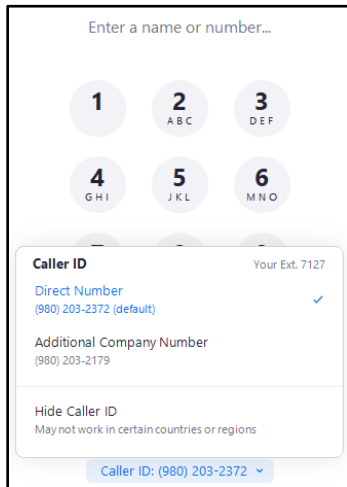 Enter a name or number...
1 2 3
ABC DEF
4 5 6
GHI JKL MNO
Caller ID Your Ext. 7127
Direct Number
(980) 203-2372 (default)
Additional Company Number
(980) 203-2179
Hide Caller ID
May not work in certain countries or regions
Caller ID: (980) 203-2372